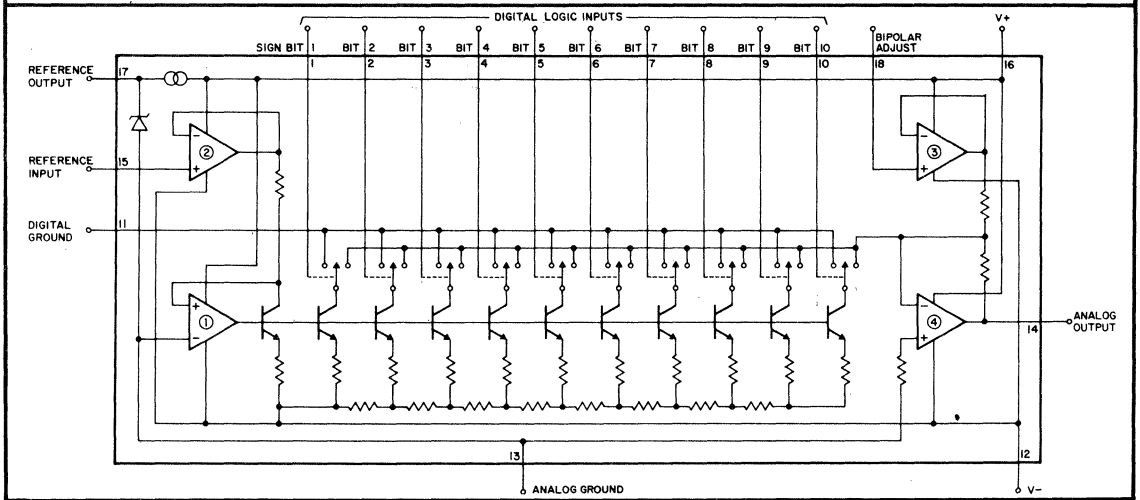 DIGITAL LOGIC INPUTS
V+
SIGN BIT 1 BIT 2 BIT 3 BIT 4 BIT 5 BIT 6 BIT 7 BIT 8 BIT 9 BIT 10 BIPOLAR ADJUST
1 2 3 4 5 6 7 8 9 10 18 16
REFERENCE OUTPUT 17
REFERENCE INPUT 15
- + ②
- + ③
DIGITAL GROUND 11
+ - ①
- + ④
14 ANALOG OUTPUT
13 12
ANALOG GROUND
V-